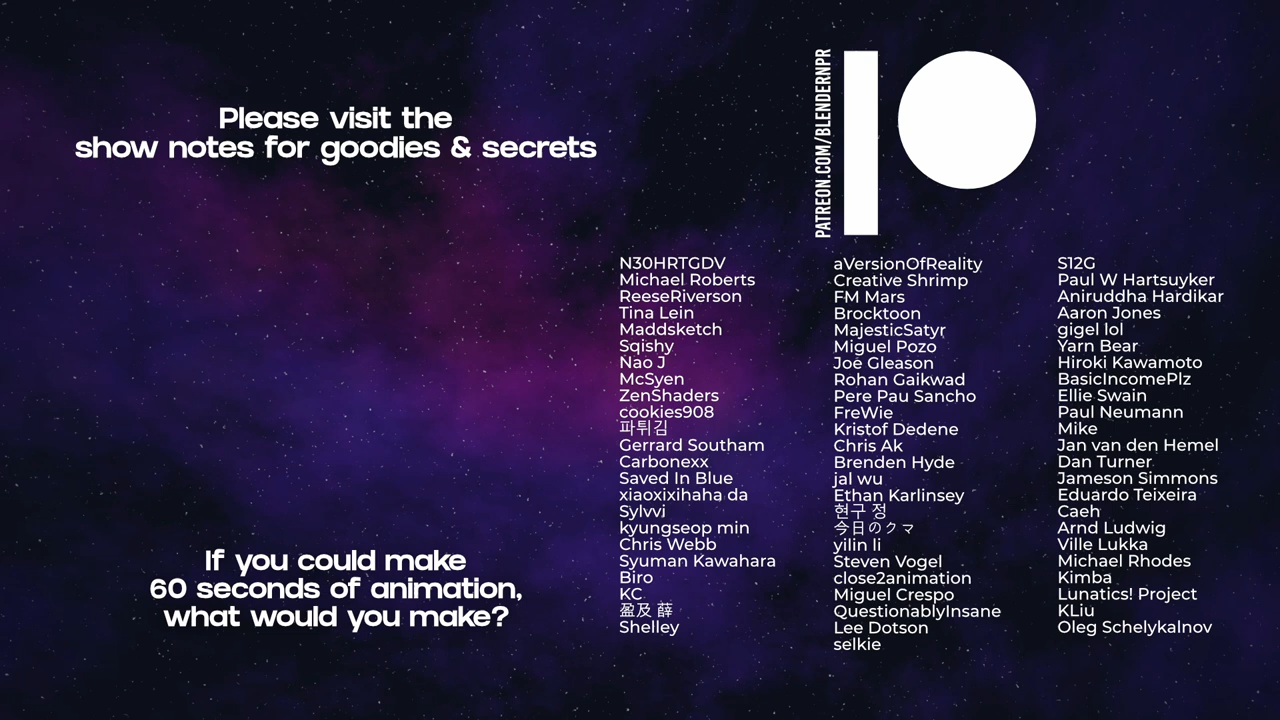 Please visit the
show notes for goodies & secrets
If you could make
60 seconds of animation,
what would you make?
PATREON.COM/BLENDERNPR
N30HRTGDV
Michael Roberts
ReeseRiverson
Tina Lein
Maddsketch
Sqishy
Nao J
McSyen
ZenShaders
cookies908
파튀김
Gerrard Southam
Carbonexx
Saved In Blue
xiaoxixihaha da
Sylvvi
kyungseop min
Chris Webb
Syuman Kawahara
Biro
KC
盈及 薛
Shelley
aVersionOfReality
Creative Shrimp
FM Mars
Brocktoon
MajesticSatyr
Miguel Pozo
Joe Gleason
Rohan Gaikwad
Pere Pau Sancho
FreWie
Kristof Dedene
Chris Ak
Brenden Hyde
jal wu
Ethan Karlinsey
현구 정
今日のクマ
yilin li
Steven Vogel
close2animation
Miguel Crespo
QuestionablyInsane
Lee Dotson
selkie
S12G
Paul W Hartsuyker
Aniruddha Hardikar
Aaron Jones
gigel lol
Yarn Bear
Hiroki Kawamoto
BasicIncomePlz
Ellie Swain
Paul Neumann
Mike
Jan van den Hemel
Dan Turner
Jameson Simmons
Eduardo Teixeira
Caeh
Arnd Ludwig
Ville Lukka
Michael Rhodes
Kimba
Lunatics! Project
KLiu
Oleg Schelykalnov